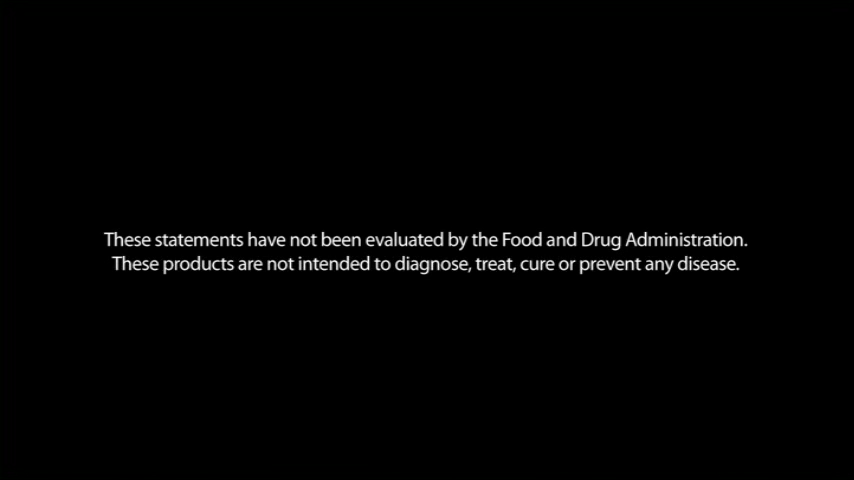 These statements have not been evaluated by the Food and Drug Administration.
These products are not intended to diagnose, treat, cure or prevent any disease.